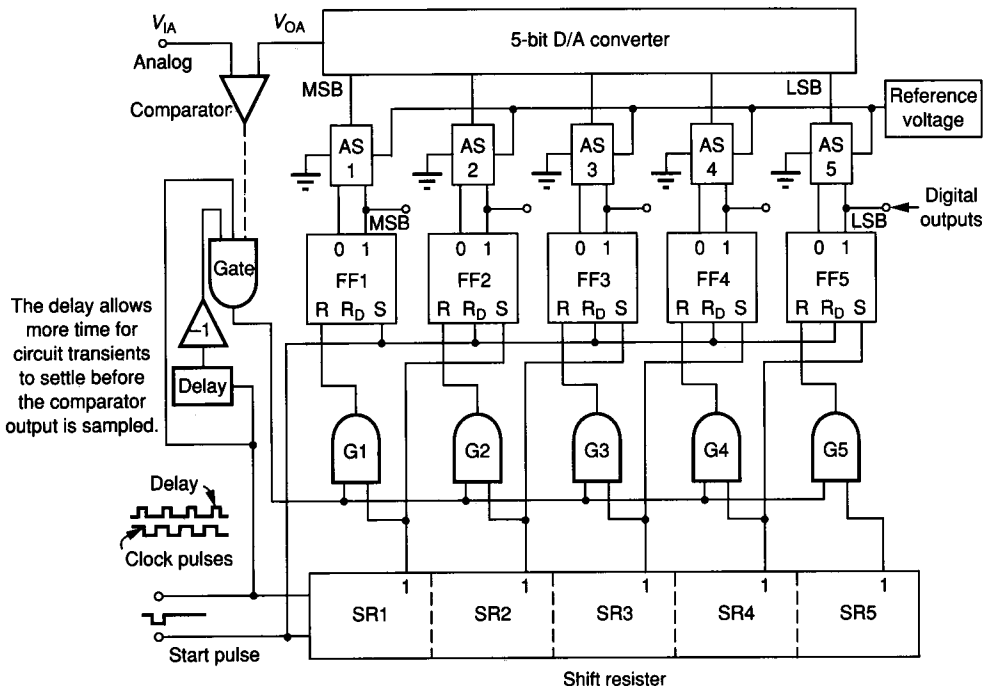 V_IA
V_OA
5-bit D/A converter
Analog
MSB
LSB
Comparator
Reference
voltage
AS
1
AS
2
AS
3
AS
4
AS
5
MSB
LSB
Digital
outputs
0 1
0 1
0 1
0 1
0 1
Gate
FF1
FF2
FF3
FF4
FF5
R R_D S
R R_D S
R R_D S
R R_D S
R R_D S
The delay allows
more time for
circuit transients
to settle before
the comparator
output is sampled.
–1
Delay
G1
G2
G3
G4
G5
Delay
Clock pulses
1
1
1
1
1
SR1
SR2
SR3
SR4
SR5
Start pulse
Shift resister